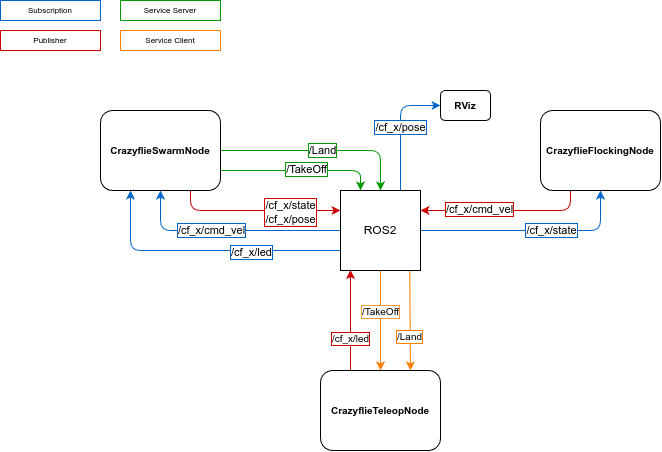 Subscription
Service Server
Publisher
Service Client
RViz
/cf_x/pose
CrazyflieSwarmNode
/Land
/TakeOff
CrazyflieFlockingNode
/cf_x/state
/cf_x/pose
/cf_x/cmd_vel
/cf_x/cmd_vel
ROS2
/cf_x/state
/cf_x/led
/TakeOff
/cf_x/led
/Land
CrazyflieTeleopNode